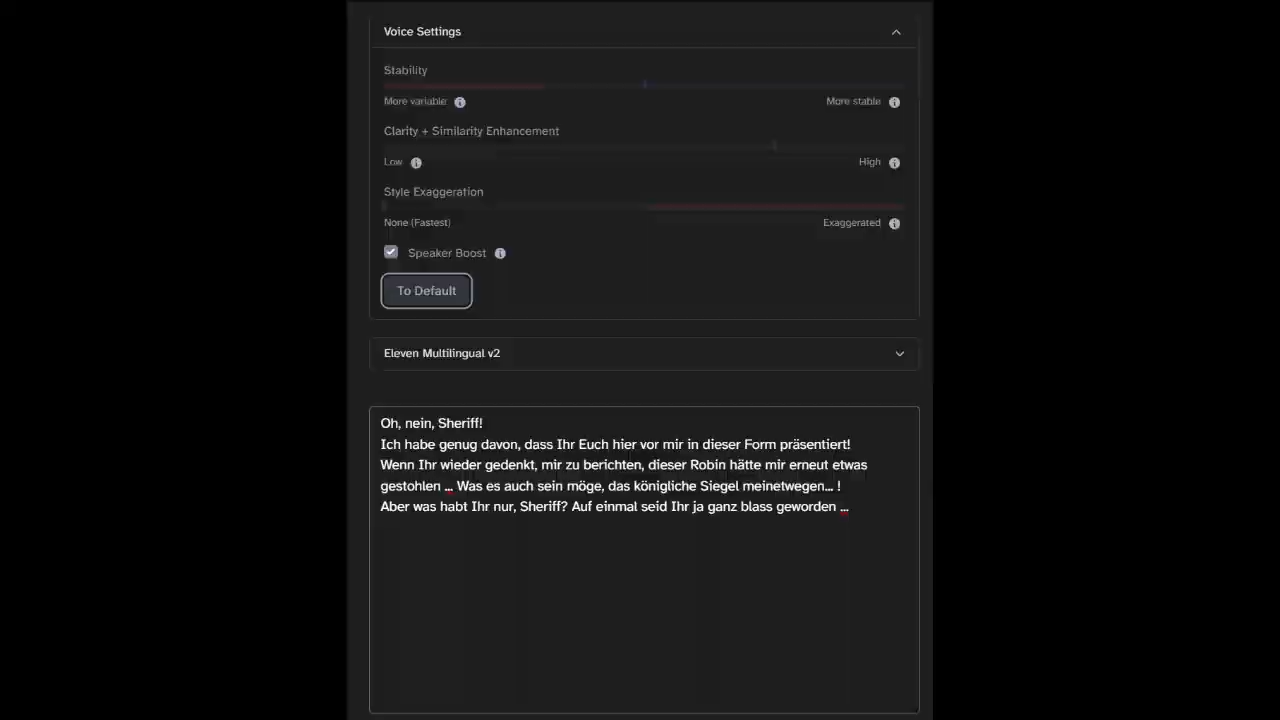 Voice Settings
Stability
More variable
More stable
Clarity + Similarity Enhancement
Low
High
Style Exaggeration
None (Fastest)
Exaggerated
Speaker Boost
To Default
Eleven Multilingual v2
Oh, nein, Sheriff!
Ich habe genug davon, dass Ihr Euch hier vor mir in dieser Form präsentiert!
Wenn Ihr wieder gedenkt, mir zu berichten, dieser Robin hätte mir erneut etwas
gestohlen ... Was es auch sein möge, das königliche Siegel meinetwegen... !
Aber was habt Ihr nur, Sheriff? Auf einmal seid Ihr ja ganz blass geworden ...